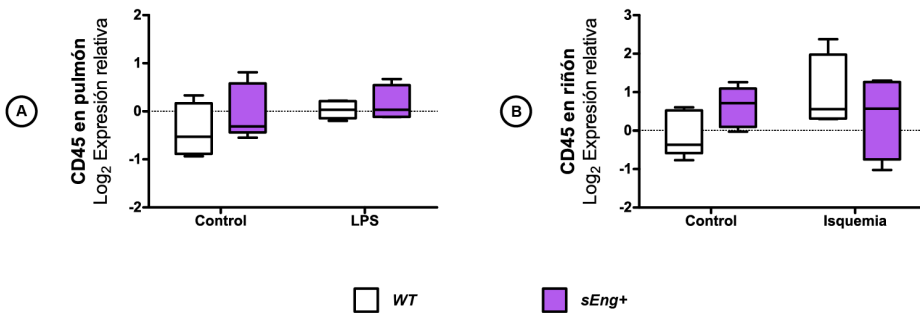 A
CD45 en pulmón
Log₂ Expresión relativa
2
1
0
-1
-2
Control
LPS
B
CD45 en riñón
Log₂ Expresión relativa
3
2
1
0
-1
-2
Control
Isquemia
WT
sEng+